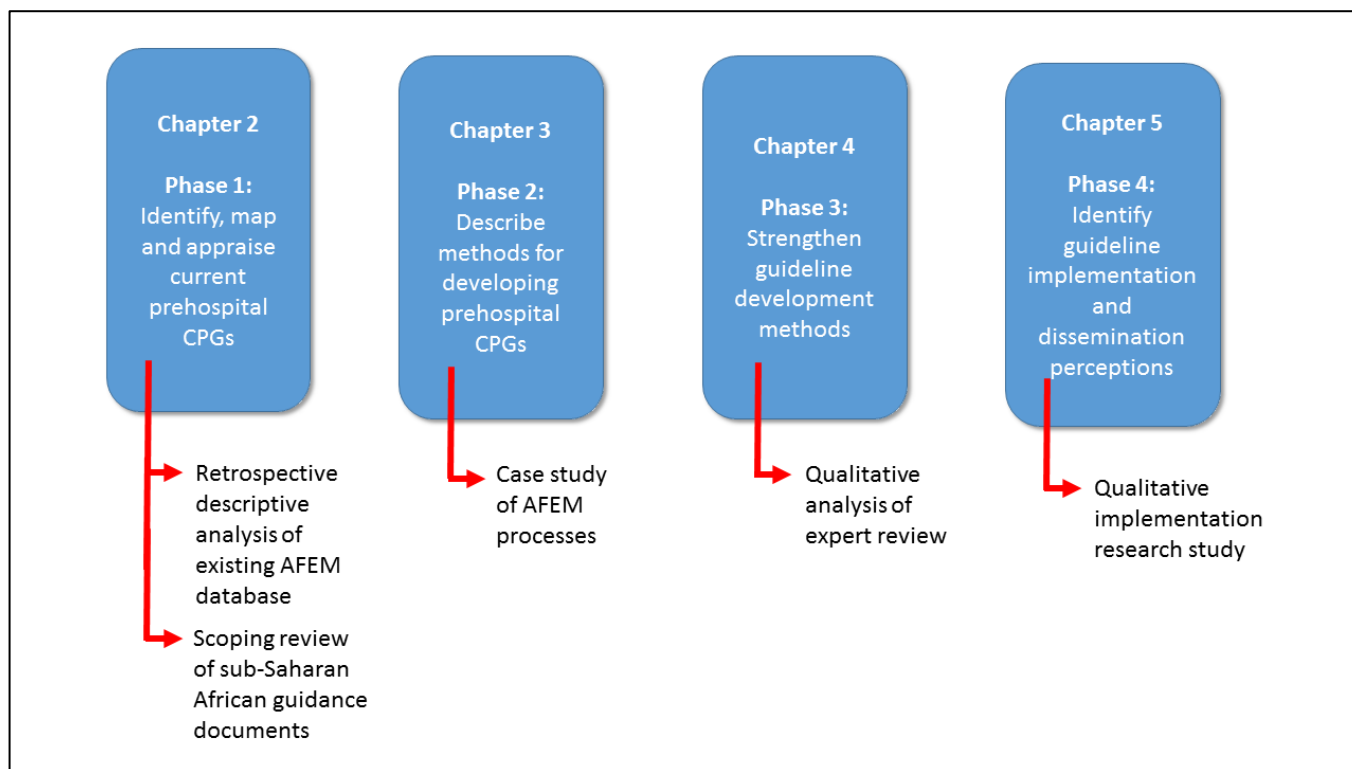 Chapter 2
Phase 1:
Identify, map
and appraise
current
prehospital
CPGs
Retrospective
descriptive
analysis of
existing AFEM
database
Scoping review
of sub-Saharan
African guidance
documents
Chapter 3
Phase 2:
Describe
methods for
developing
prehospital
CPGs
Case study
of AFEM
processes
Chapter 4
Phase 3:
Strengthen
guideline
development
methods
Qualitative
analysis of
expert review
Chapter 5
Phase 4:
Identify
guideline
implementation
and
dissemination
perceptions
Qualitative
implementation
research study